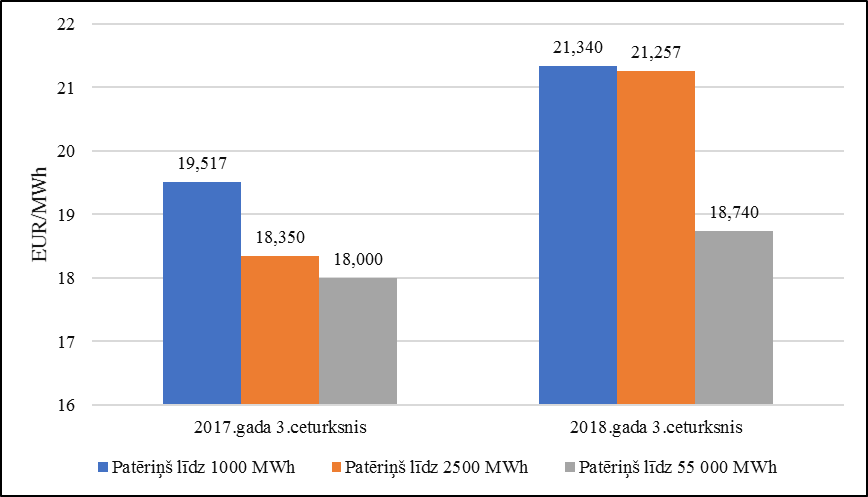 22
21
20
19
18
17
16
EUR/MWh
19,517
18,350
18,000
21,340
21,257
18,740
2017.gada 3.ceturksnis
2018.gada 3.ceturksnis
Patēriņš līdz 1000 MWh
Patēriņš līdz 2500 MWh
Patēriņš līdz 55 000 MWh